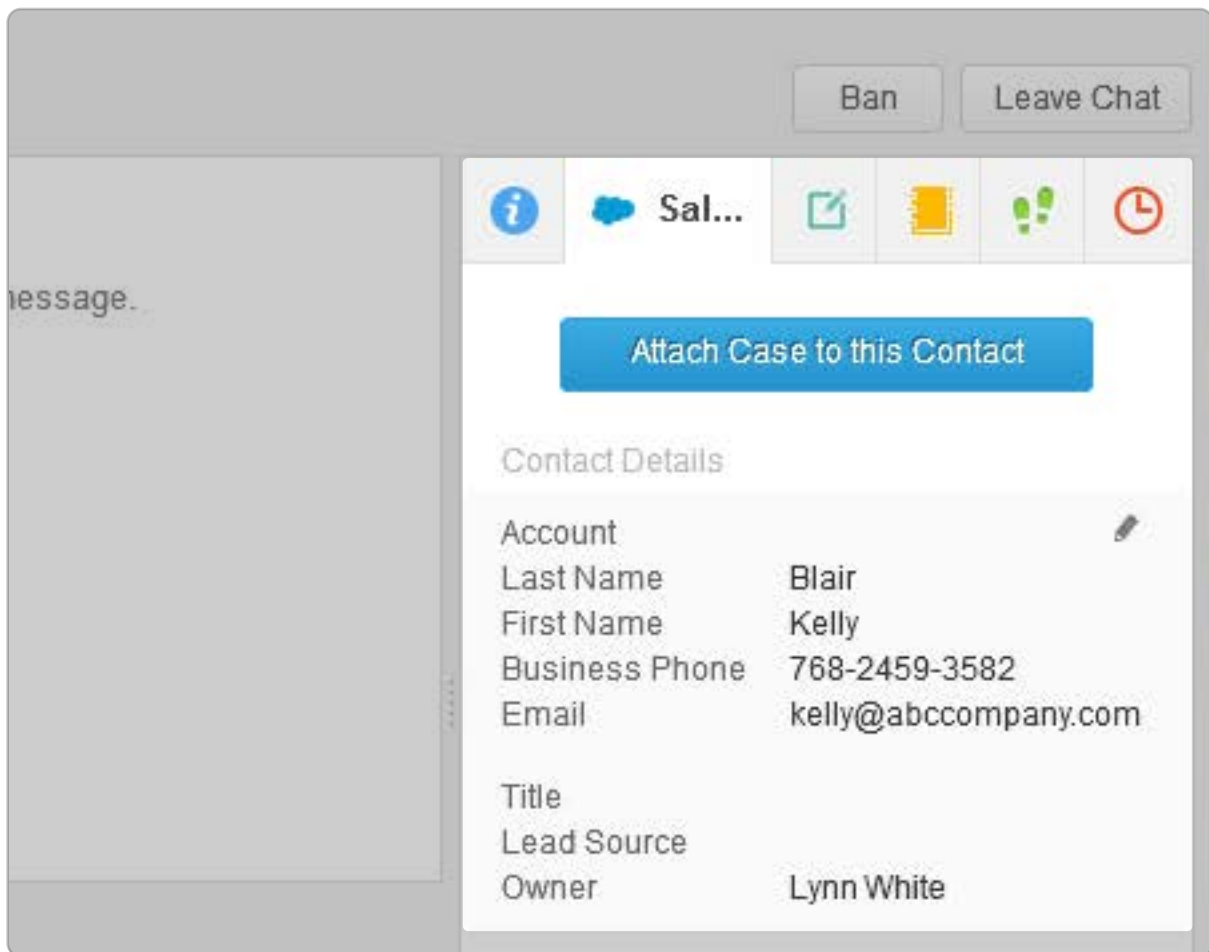 Ban Leave Chat
Sal...
message.
Attach Case to this Contact
Contact Details
Account
Last Name Blair
First Name Kelly
Business Phone 768-2459-3582
Email kelly@abccompany.com
Title
Lead Source
Owner Lynn White